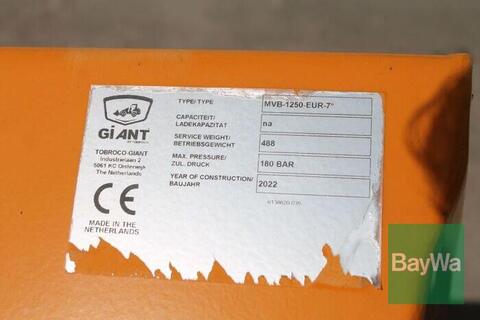 GiANT
TOBROCO-GIANT
Industrielaan 2
5061 KC Oisterwijk
The Netherlands
CE
MADE IN THE
NETHERLANDS
TYPE/TYPE
MVB-1250-EUR-7°
CAPACITEIT/
LADEKAPAZITAT
na
SERVICE WEIGHT/
BETRIEBSGEWICHT
488
MAX. PRESSURE/
ZUL. DRUCK
180 BAR
YEAR OF CONSTRUCTION/
BAUJAHR
2022
BayWa